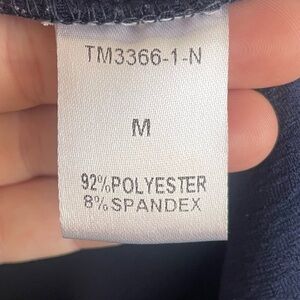 TM3366-1-N
M
92%POLYESTER
8%SPANDEX